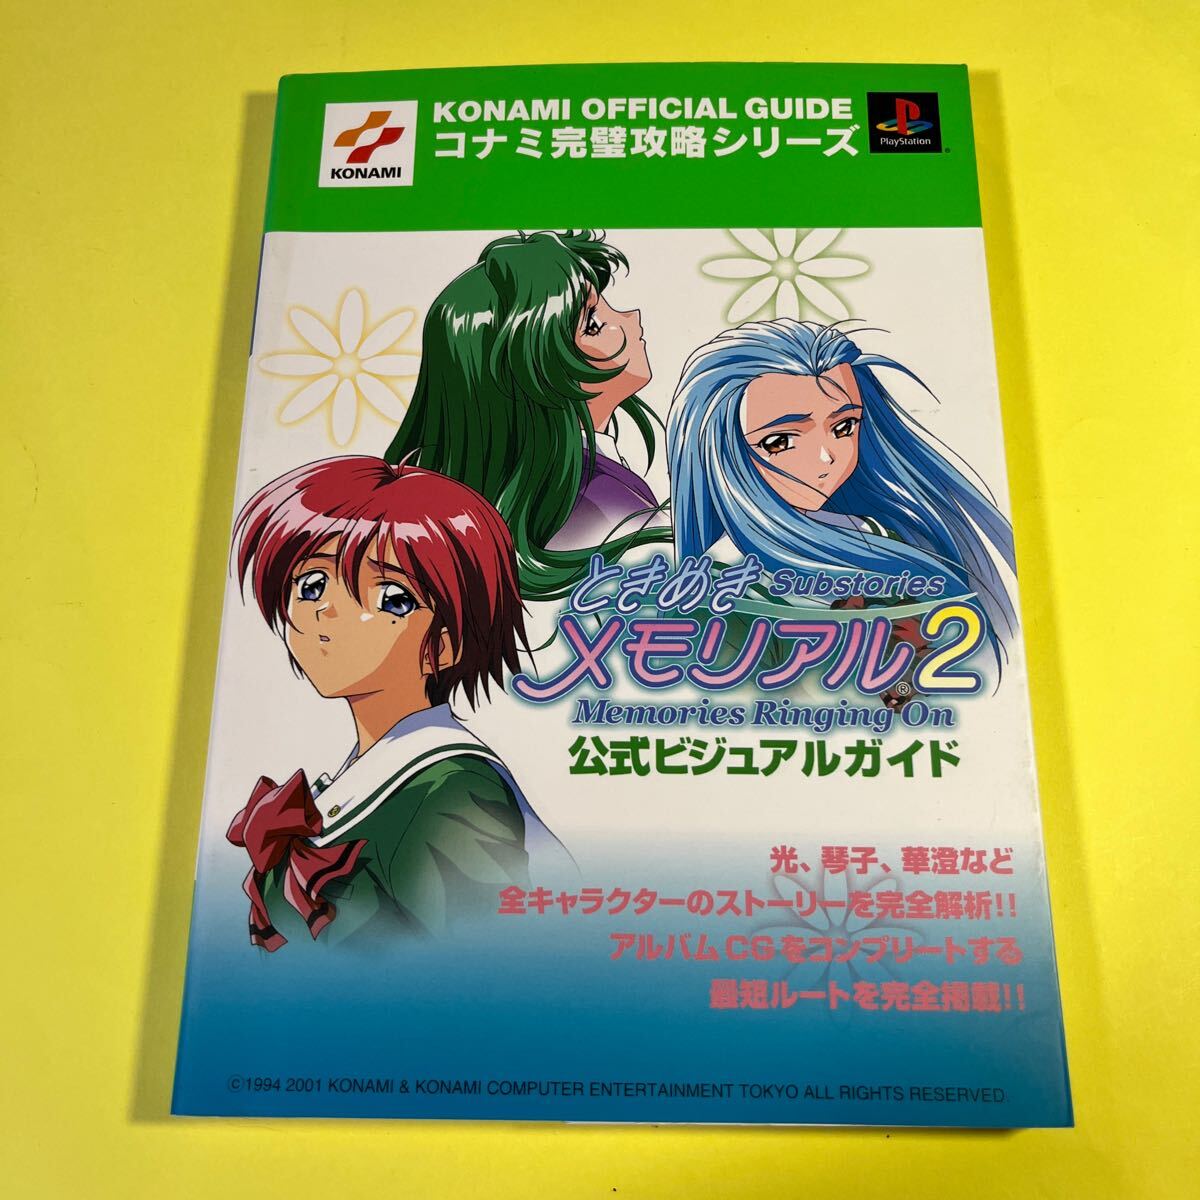 KONAMI OFFICIAL GUIDE
コナミ完璧攻略シリーズ
KONAMI
PlayStation
®
ときめき Substories
メモリアル®2
Memories Ringing On
公式ビジュアルガイド
光、琴子、華澄など
全キャラクターのストーリーを完全解析!!
アルバムCGをコンプリートする
最短ルートを完全掲載!!
©1994 2001 KONAMI & KONAMI COMPUTER ENTERTAINMENT TOKYO ALL RIGHTS RESERVED.